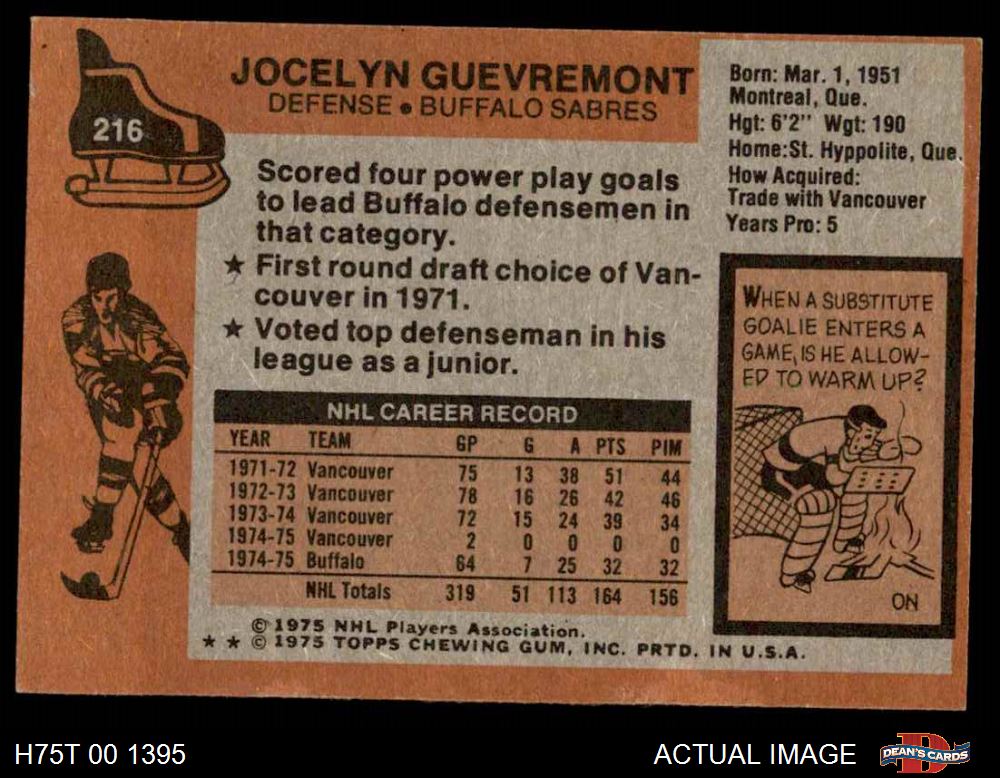 216
JOCELYN GUEVREMONT
DEFENSE • BUFFALO SABRES
Born: Mar. 1, 1951
Montreal, Que.
Hgt: 6'2" Wgt: 190
Home:St. Hyppolite, Que.
How Acquired:
Trade with Vancouver
Years Pro: 5
Scored four power play goals
to lead Buffalo defensemen in
that category.
★ First round draft choice of Van-
couver in 1971.
★ Voted top defenseman in his
league as a junior.
NHL CAREER RECORD
YEAR TEAM GP G A PTS PIM
1971-72 Vancouver 75 13 38 51 44
1972-73 Vancouver 78 16 26 42 46
1973-74 Vancouver 72 15 24 39 34
1974-75 Vancouver 2 0 0 0 0
1974-75 Buffalo 64 7 25 32 32
NHL Totals 319 51 113 164 156
WHEN A SUBSTITUTE
GOALIE ENTERS A
GAME, IS HE ALLOW-
ED TO WARM UP?
ON
© 1975 NHL Players Association.
★ ★ © 1975 TOPPS CHEWING GUM, INC. PRTD. IN U.S.A.
H75T 00 1395
ACTUAL IMAGE
D
DEAN'S CARDS